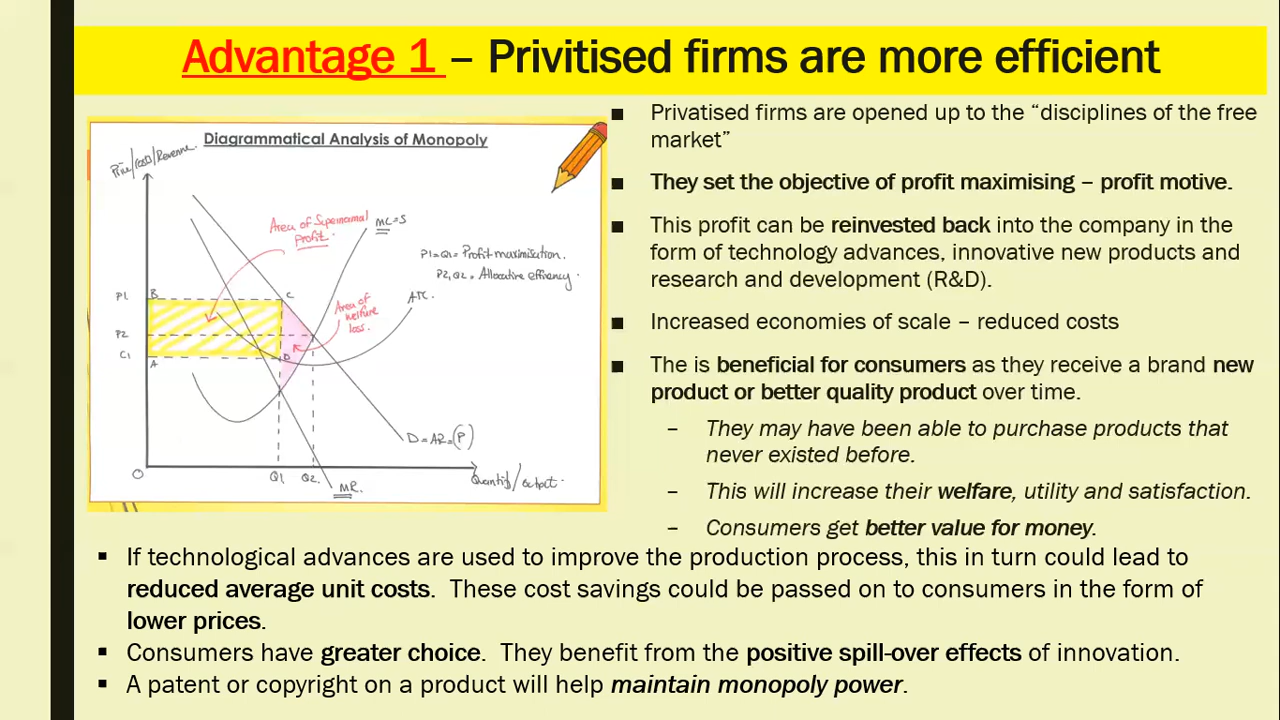 Advantage 1 – Privitised firms are more efficient
Diagrammatical Analysis of Monopoly
Price/Costs/Revenue
Area of Supernormal
profit.
MC=S
P1=Q1= Profit maximisation.
P2, Q2 = Allocative effiency.
ATC.
Area of
welfare
loss.
P1
B
C
P2
C1
A
D
D=AR=(P)
O
Q1
Q2.
MR.
Quantity/output.
■ Privatised firms are opened up to the “disciplines of the free
market”
■ They set the objective of profit maximising – profit motive.
■ This profit can be reinvested back into the company in the
form of technology advances, innovative new products and
research and development (R&D).
■ Increased economies of scale – reduced costs
■ The is beneficial for consumers as they receive a brand new
product or better quality product over time.
– They may have been able to purchase products that
never existed before.
– This will increase their welfare, utility and satisfaction.
– Consumers get better value for money.
▪ If technological advances are used to improve the production process, this in turn could lead to
reduced average unit costs. These cost savings could be passed on to consumers in the form of
lower prices.
▪ Consumers have greater choice. They benefit from the positive spill-over effects of innovation.
▪ A patent or copyright on a product will help maintain monopoly power.